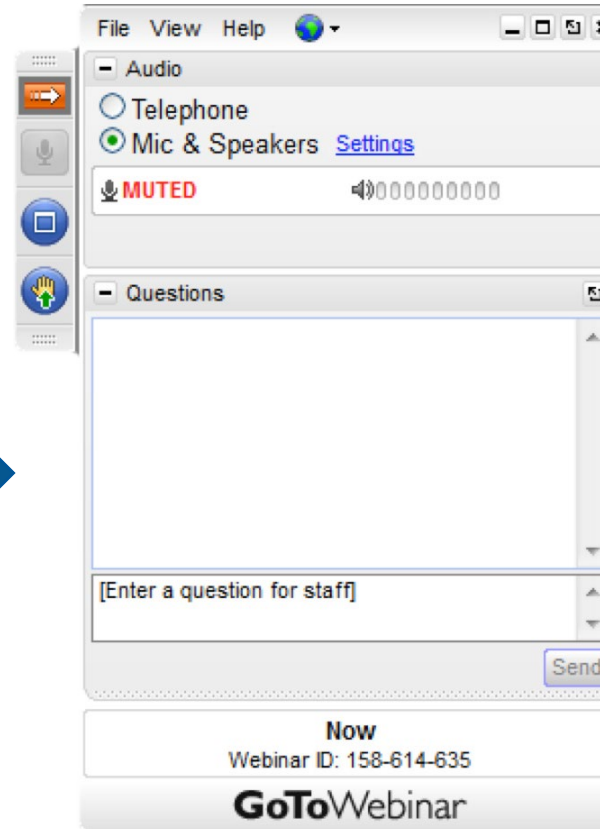 File View Help
Audio
Telephone
Mic & Speakers Settings
MUTED 000000000
Questions
[Enter a question for staff]
Send
Now
Webinar ID: 158-614-635
GoToWebinar